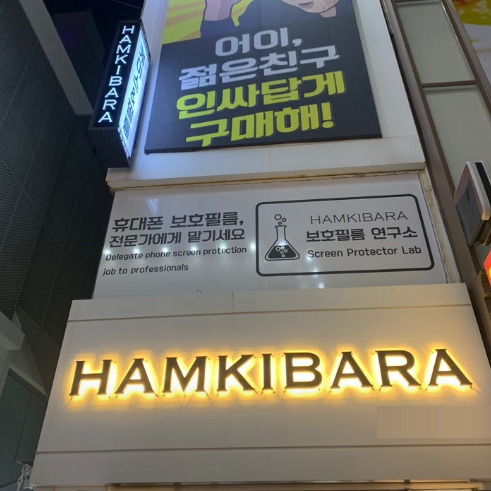 HAMKIBARA
어이,
젊은친구
인싸답게
구매해!
휴대폰 보호필름,
전문가에게 맡기세요
Delegate phone screen protection
job to professionals
HAMKIBARA
보호필름 연구소
Screen Protector Lab
HAMKIBARA